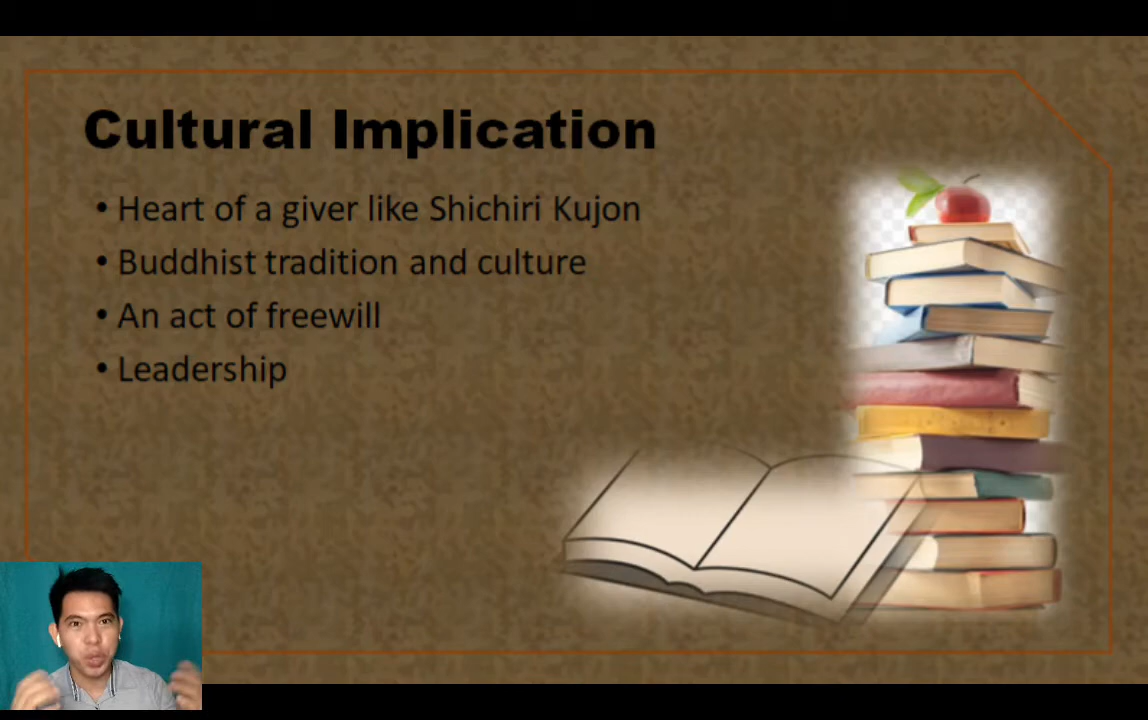 Cultural Implication
• Heart of a giver like Shichiri Kujon
• Buddhist tradition and culture
• An act of freewill
• Leadership